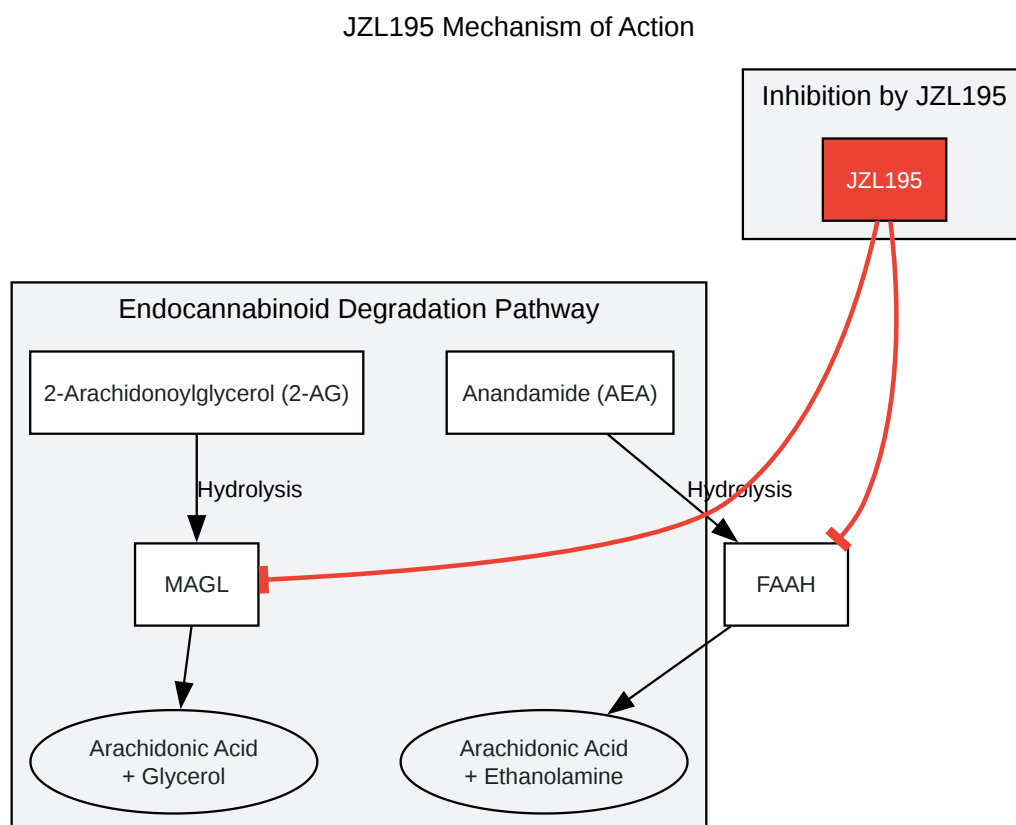 JZL195 Mechanism of Action
Inhibition by JZL195
JZL195
Endocannabinoid Degradation Pathway
2-Arachidonoylglycerol (2-AG)
Anandamide (AEA)
Hydrolysis
Hydrolysis
MAGL
FAAH
Arachidonic Acid
+ Glycerol
Arachidonic Acid
+ Ethanolamine